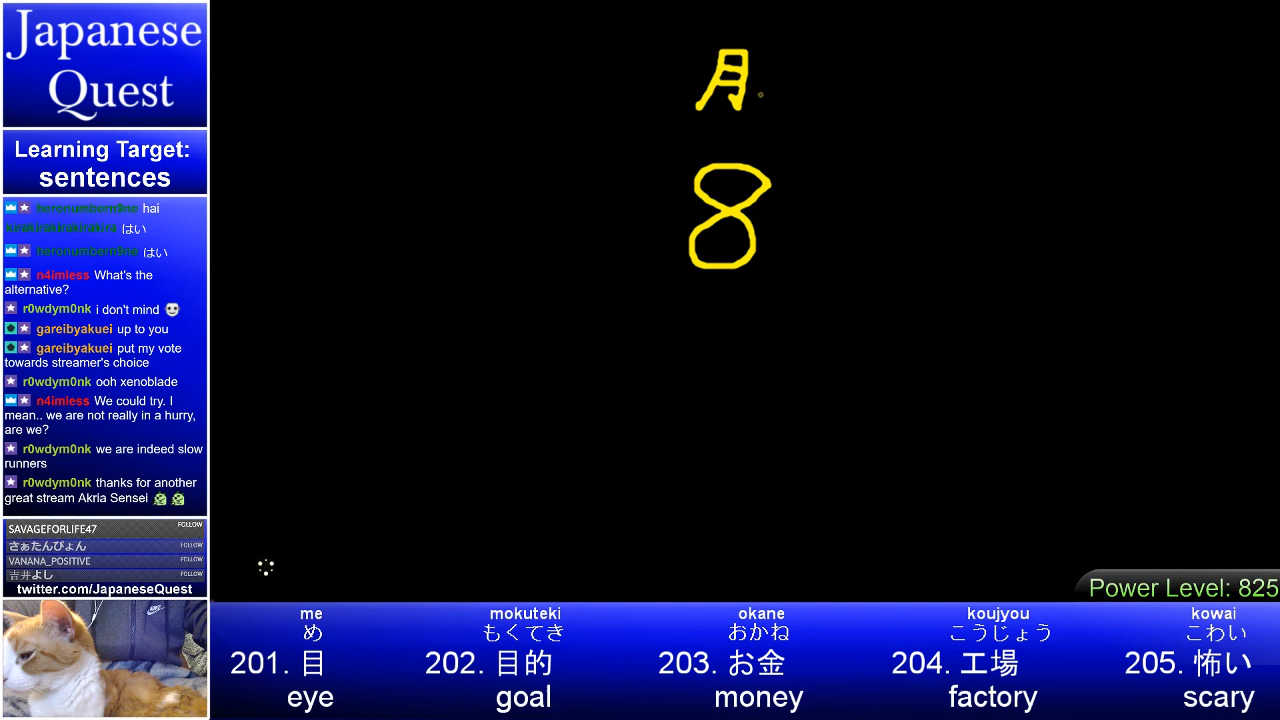 Japanese
Quest
Learning Target:
sentences
hai
はい
はい
n4imless What's the
alternative?
r0wdym0nk i don't mind
gareibyakuei up to you
gareibyakuei put my vote
towards streamer's choice
r0wdym0nk ooh xenoblade
n4imless We could try. I
mean.. we are not really in a hurry,
are we?
r0wdym0nk we are indeed slow
runners
r0wdym0nk thanks for another
great stream Akria Sensei
SAVAGEFORLIFE47 FOLLOW
さぁたんぴょん FOLLOW
VANANA_POSITIVE FOLLOW
吉井よし FOLLOW
twitter.com/JapaneseQuest
月
8
Power Level: 825
me mokuteki okane koujyou kowai
め もくてき おかね こうじょう こわい
201. 目 202. 目的 203. お金 204. 工場 205. 怖い
eye goal money factory scary